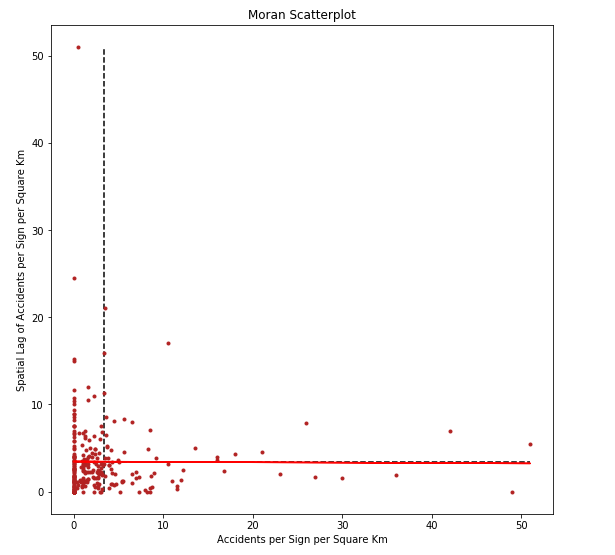 Moran Scatterplot
50
40
30
20
10
0
Spatial Lag of Accidents per Sign per Square Km
0 10 20 30 40 50
Accidents per Sign per Square Km